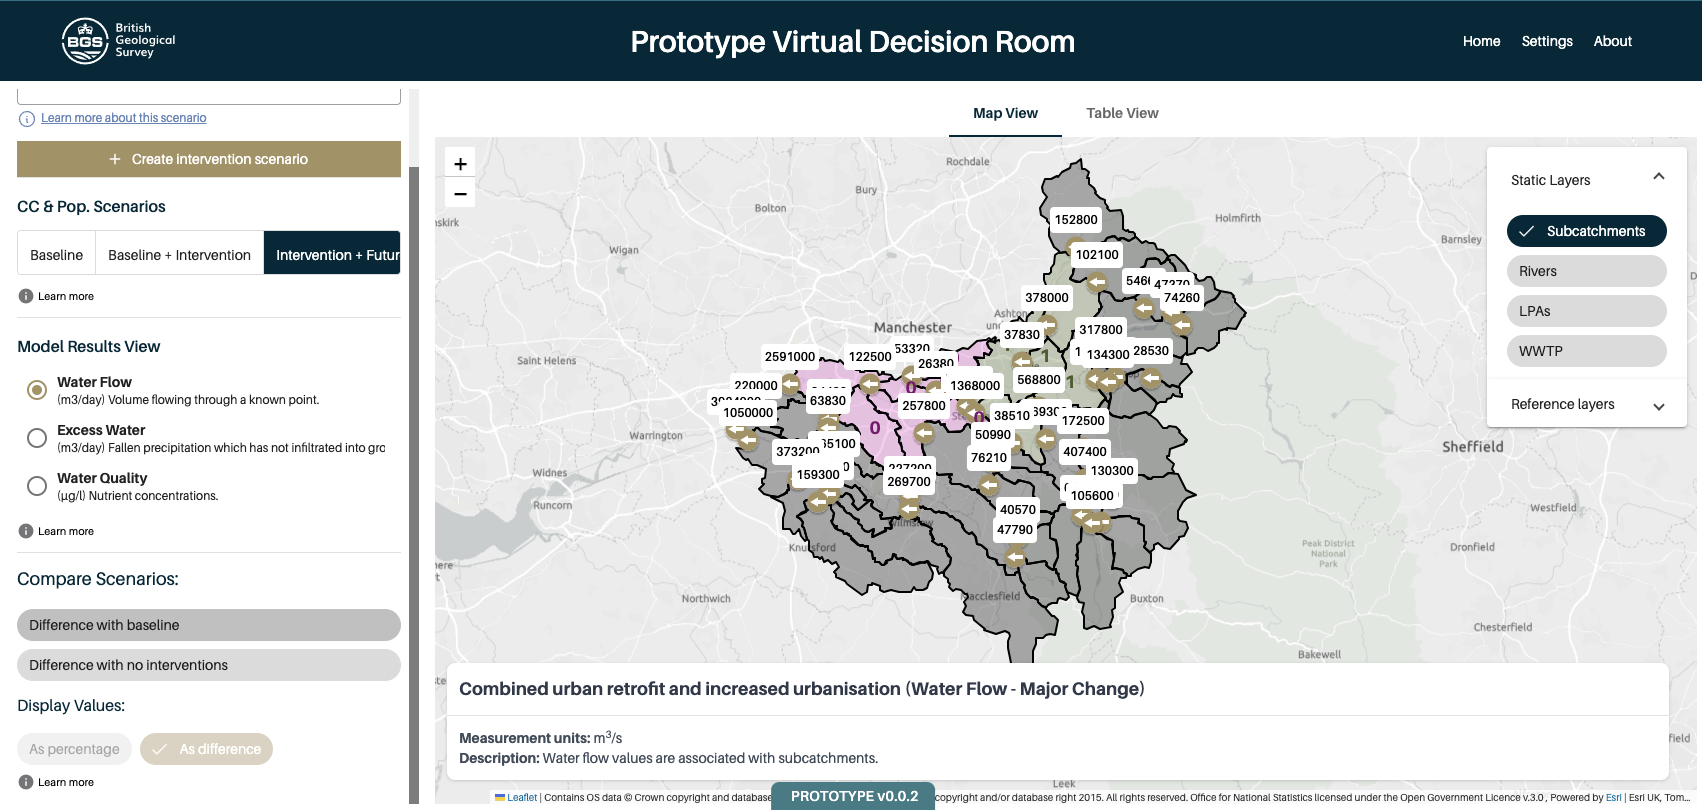 British
Geological
Survey
BGS
Prototype Virtual Decision Room
Home
Settings
About
Learn more about this scenario
+ Create intervention scenario
CC & Pop. Scenarios
Baseline
Baseline + Intervention
Intervention + Futur
Learn more
Model Results View
Water Flow
(m3/day) Volume flowing through a known point.
Excess Water
(m3/day) Fallen precipitation which has not infiltrated into grc
Water Quality
(µg/l) Nutrient concentrations.
Learn more
Compare Scenarios:
Difference with baseline
Difference with no interventions
Display Values:
As percentage
As difference
Learn more
Map View
Table View
+
−
Static Layers
Subcatchments
Rivers
LPAs
WWTP
Reference layers
Rochdale
Bury
Bolton
Wigan
Holmfirth
Barnsley
Manchester
Saint Helens
Warrington
Widnes
Runcorn
Knutsford
Northwich
Wilmslow
Macclesfield
Buxton
Bakewell
Leek
Chesterfield
Dronfield
Westfield
Sheffield
Peak District
National
Park
152800
102100
74260
378000
37830
317800
134300
28530
2591000
122500
53320
26380
220000
63830
1050000
1368000
568800
257800
38510
172500
50990
76210
407400
130300
105600
373200
159300
227200
269700
40570
47790
0
0
0
1
1
Combined urban retrofit and increased urbanisation (Water Flow - Major Change)
Measurement units: m³/s
Description: Water flow values are associated with subcatchments.
PROTOTYPE v0.0.2
Leaflet | Contains OS data © Crown copyright and database
copyright and/or database right 2015. All rights reserved. Office for National Statistics licensed under the Open Government Licence v.3.0 , Powered by Esri | Esri UK, Tom...